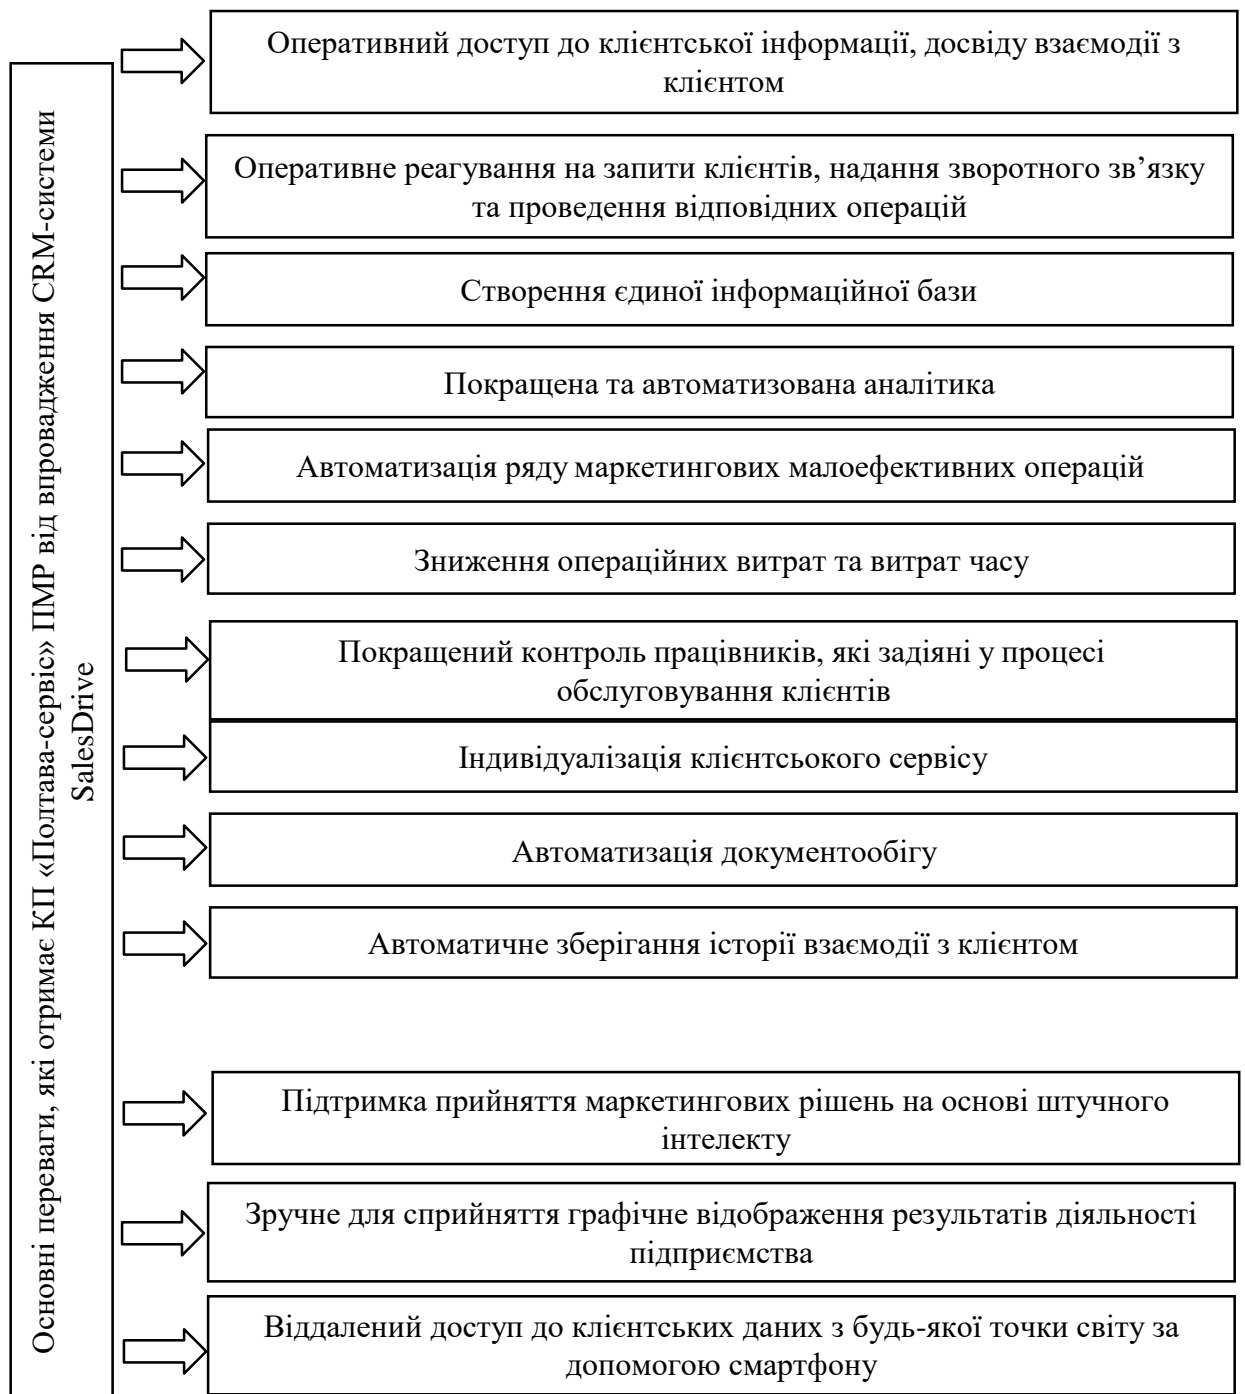 Основні переваги, які отримає КП «Полтава-сервіс» ПМР від впровадження CRM-системи
SalesDrive
Оперативний доступ до клієнтської інформації, досвіду взаємодії з
клієнтом
Оперативне реагування на запити клієнтів, надання зворотного зв’язку
та проведення відповідних операцій
Створення єдиної інформаційної бази
Покращена та автоматизована аналітика
Автоматизація ряду маркетингових малоефективних операцій
Зниження операційних витрат та витрат часу
Покращений контроль працівників, які задіяні у процесі
обслуговування клієнтів
Індивідуалізація клієнтсьокого сервісу
Автоматизація документообігу
Автоматичне зберігання історії взаємодії з клієнтом
Підтримка прийняття маркетингових рішень на основі штучного
інтелекту
Зручне для сприйняття графічне відображення результатів діяльності
підприємства
Віддалений доступ до клієнтських даних з будь-якої точки світу за
допомогою смартфону